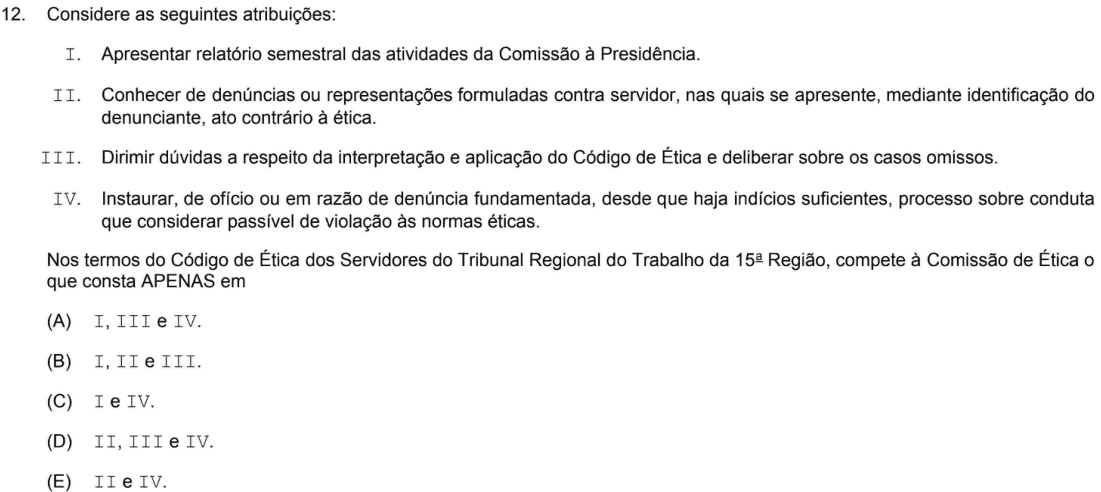 12. Considere as seguintes atribuições:
I. Apresentar relatório semestral das atividades da Comissão à Presidência.
II. Conhecer de denúncias ou representações formuladas contra servidor, nas quais se apresente, mediante identificação do
denunciante, ato contrário à ética.
III. Dirimir dúvidas a respeito da interpretação e aplicação do Código de Ética e deliberar sobre os casos omissos.
IV. Instaurar, de ofício ou em razão de denúncia fundamentada, desde que haja indícios suficientes, processo sobre conduta
que considerar passível de violação às normas éticas.
Nos termos do Código de Ética dos Servidores do Tribunal Regional do Trabalho da 15ª Região, compete à Comissão de Ética o
que consta APENAS em
(A) I, III e IV.
(B) I, II e III.
(C) I e IV.
(D) II, III e IV.
(E) II e IV.